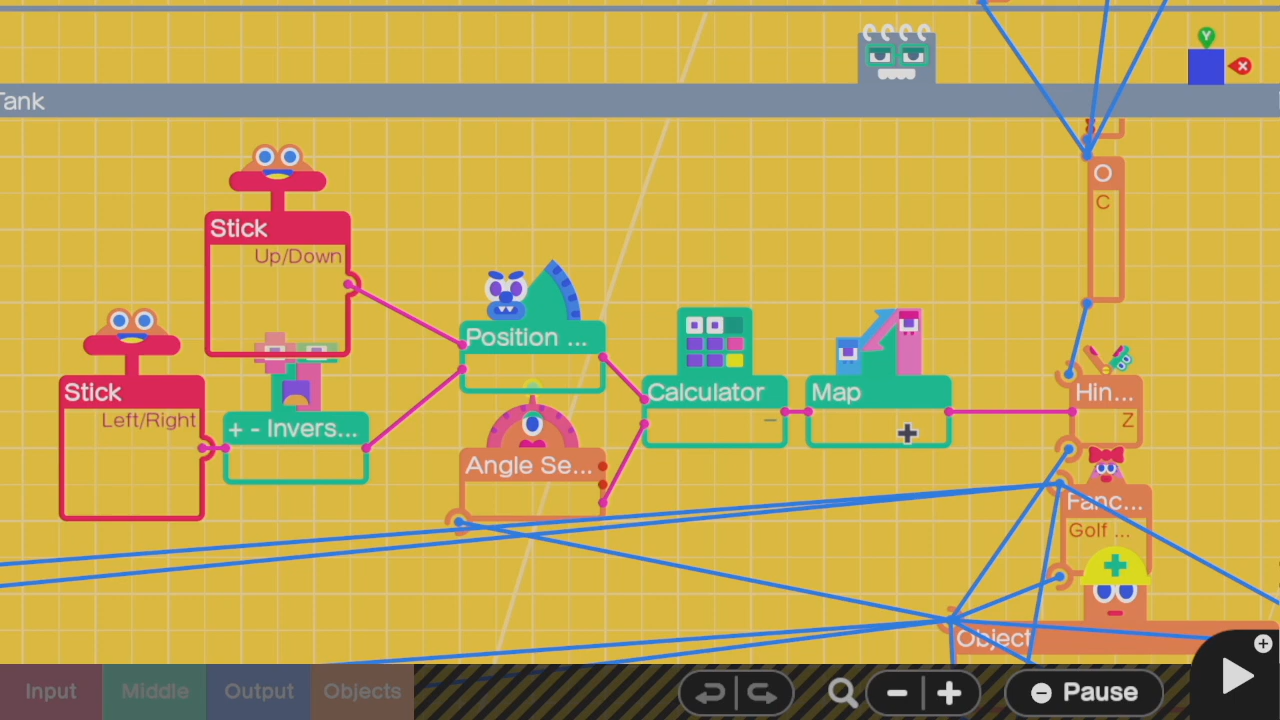 Y
X
Tank
O
C
Stick
Up/Down
Position ...
Stick
Left/Right
Calculator
−
Map
Hin...
Z
+ - Invers...
Angle Se...
Fanc...
Golf ...
Object
Input
Middle
Output
Objects
Pause